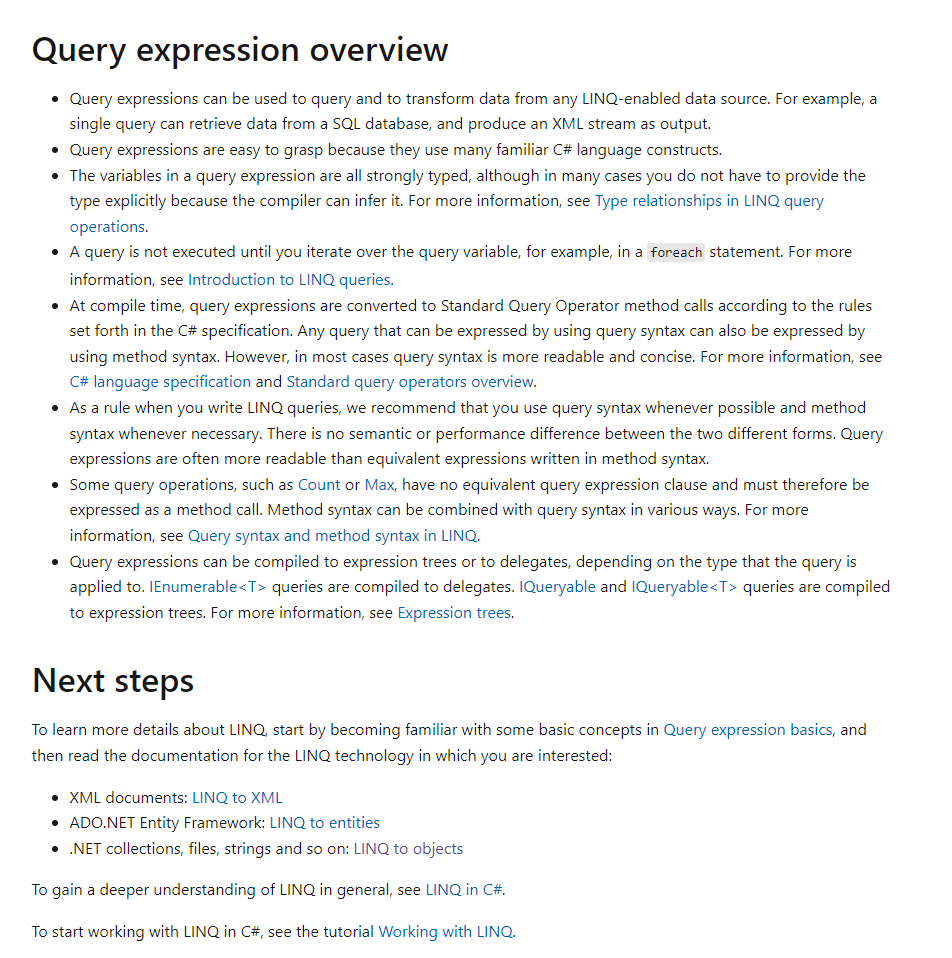 Query expression overview
Query expressions can be used to query and to transform data from any LINQ-enabled data source. For example, a
single query can retrieve data from a SQL database, and produce an XML stream as output.
Query expressions are easy to grasp because they use many familiar C# language constructs.
The variables in a query expression are all strongly typed, although in many cases you do not have to provide the
type explicitly because the compiler can infer it. For more information, see Type relationships in LINQ query
operations.
A query is not executed until you iterate over the query variable, for example, in a foreach statement. For more
information, see Introduction to LINQ queries.
At compile time, query expressions are converted to Standard Query Operator method calls according to the rules
set forth in the C# specification. Any query that can be expressed by using query syntax can also be expressed by
using method syntax. However, in most cases query syntax is more readable and concise. For more information, see
C# language specification and Standard query operators overview.
As a rule when you write LINQ queries, we recommend that you use query syntax whenever possible and method
syntax whenever necessary. There is no semantic or performance difference between the two different forms. Query
expressions are often more readable than equivalent expressions written in method syntax.
Some query operations, such as Count or Max, have no equivalent query expression clause and must therefore be
expressed as a method call. Method syntax can be combined with query syntax in various ways. For more
information, see Query syntax and method syntax in LINQ.
Query expressions can be compiled to expression trees or to delegates, depending on the type that the query is
applied to. IEnumerable<T> queries are compiled to delegates. IQueryable and IQueryable<T> queries are compiled
to expression trees. For more information, see Expression trees.
Next steps
To learn more details about LINQ, start by becoming familiar with some basic concepts in Query expression basics, and
then read the documentation for the LINQ technology in which you are interested:
XML documents: LINQ to XML
ADO.NET Entity Framework: LINQ to entities
.NET collections, files, strings and so on: LINQ to objects
To gain a deeper understanding of LINQ in general, see LINQ in C#.
To start working with LINQ in C#, see the tutorial Working with LINQ.